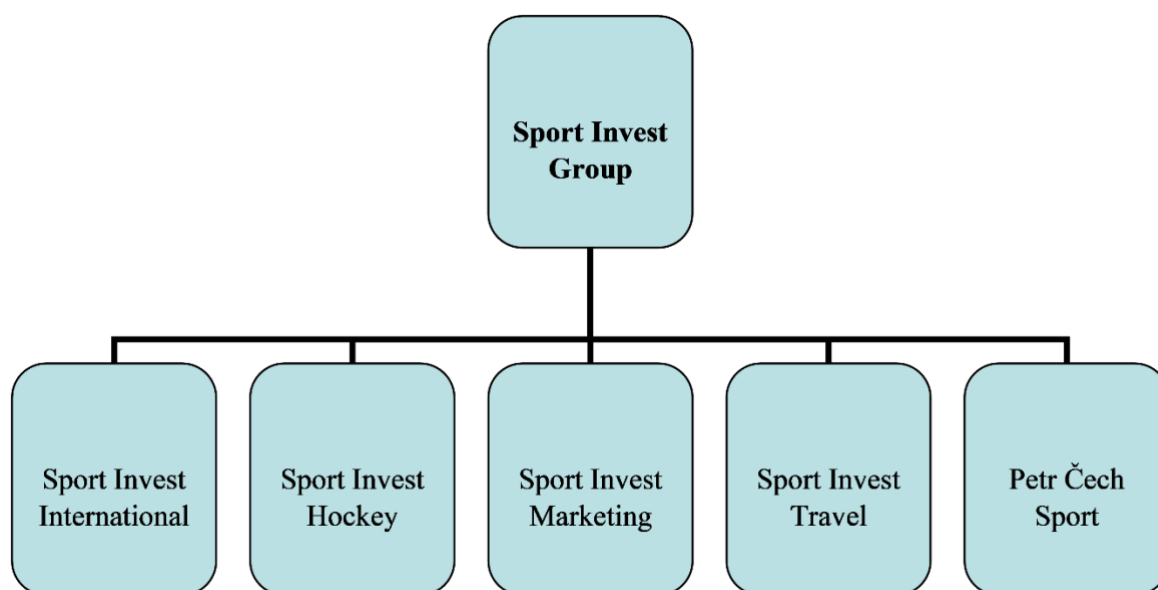 Sport Invest
Group
Sport Invest
International
Sport Invest
Hockey
Sport Invest
Marketing
Sport Invest
Travel
Petr Čech
Sport